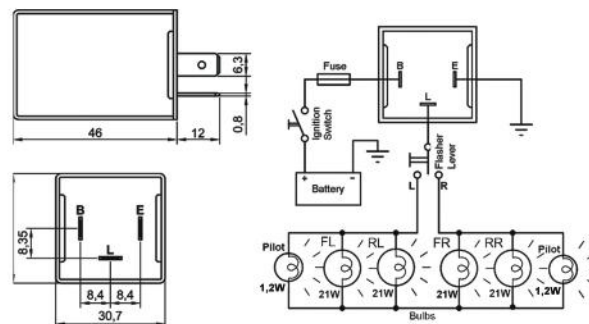 46
12
6,3
0,8
B
E
L
8,35
8,4
8,4
30,7
Fuse
B
E
L
Ignition
Switch
Flasher
Lever
+
−
Battery
L
R
Pilot
FL
RL
FR
RR
Pilot
1,2W
21W
21W
21W
21W
1,2W
Bulbs